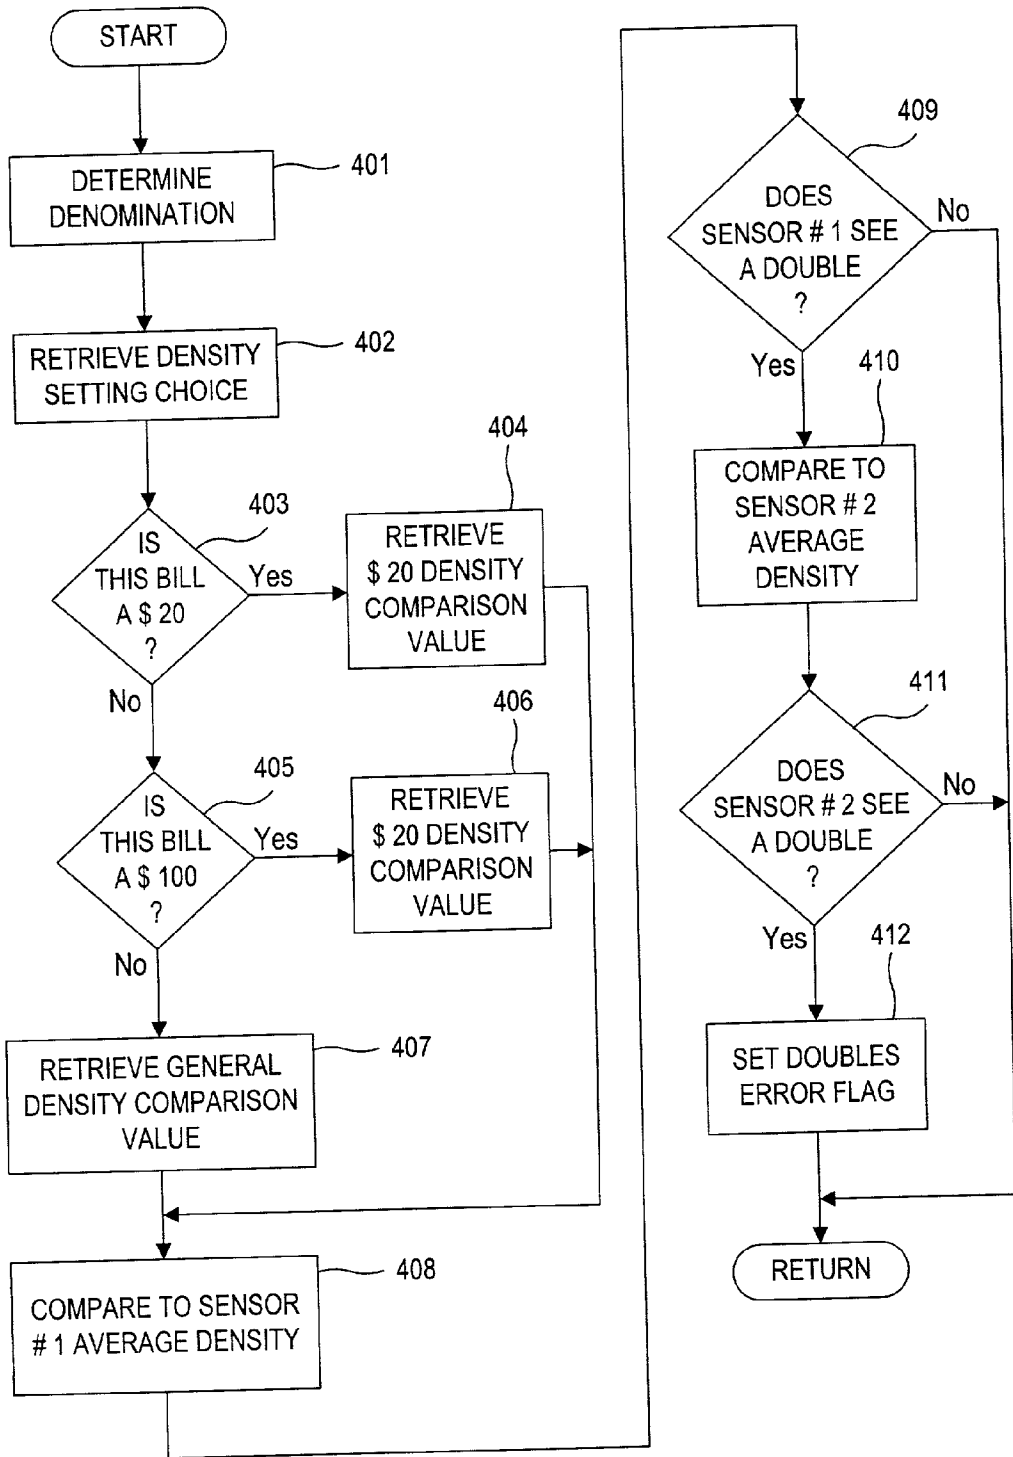 START
DETERMINE
DENOMINATION
401
RETRIEVE DENSITY
SETTING CHOICE
402
IS
THIS BILL
A $ 20
?
403
Yes
No
RETRIEVE
$ 20 DENSITY
COMPARISON
VALUE
404
IS
THIS BILL
A $ 100
?
405
Yes
No
RETRIEVE
$ 20 DENSITY
COMPARISON
VALUE
406
RETRIEVE GENERAL
DENSITY COMPARISON
VALUE
407
COMPARE TO SENSOR
# 1 AVERAGE DENSITY
408
DOES
SENSOR # 1 SEE
A DOUBLE
?
409
No
Yes
COMPARE TO
SENSOR # 2
AVERAGE
DENSITY
410
DOES
SENSOR # 2 SEE
A DOUBLE
?
411
No
Yes
SET DOUBLES
ERROR FLAG
412
RETURN